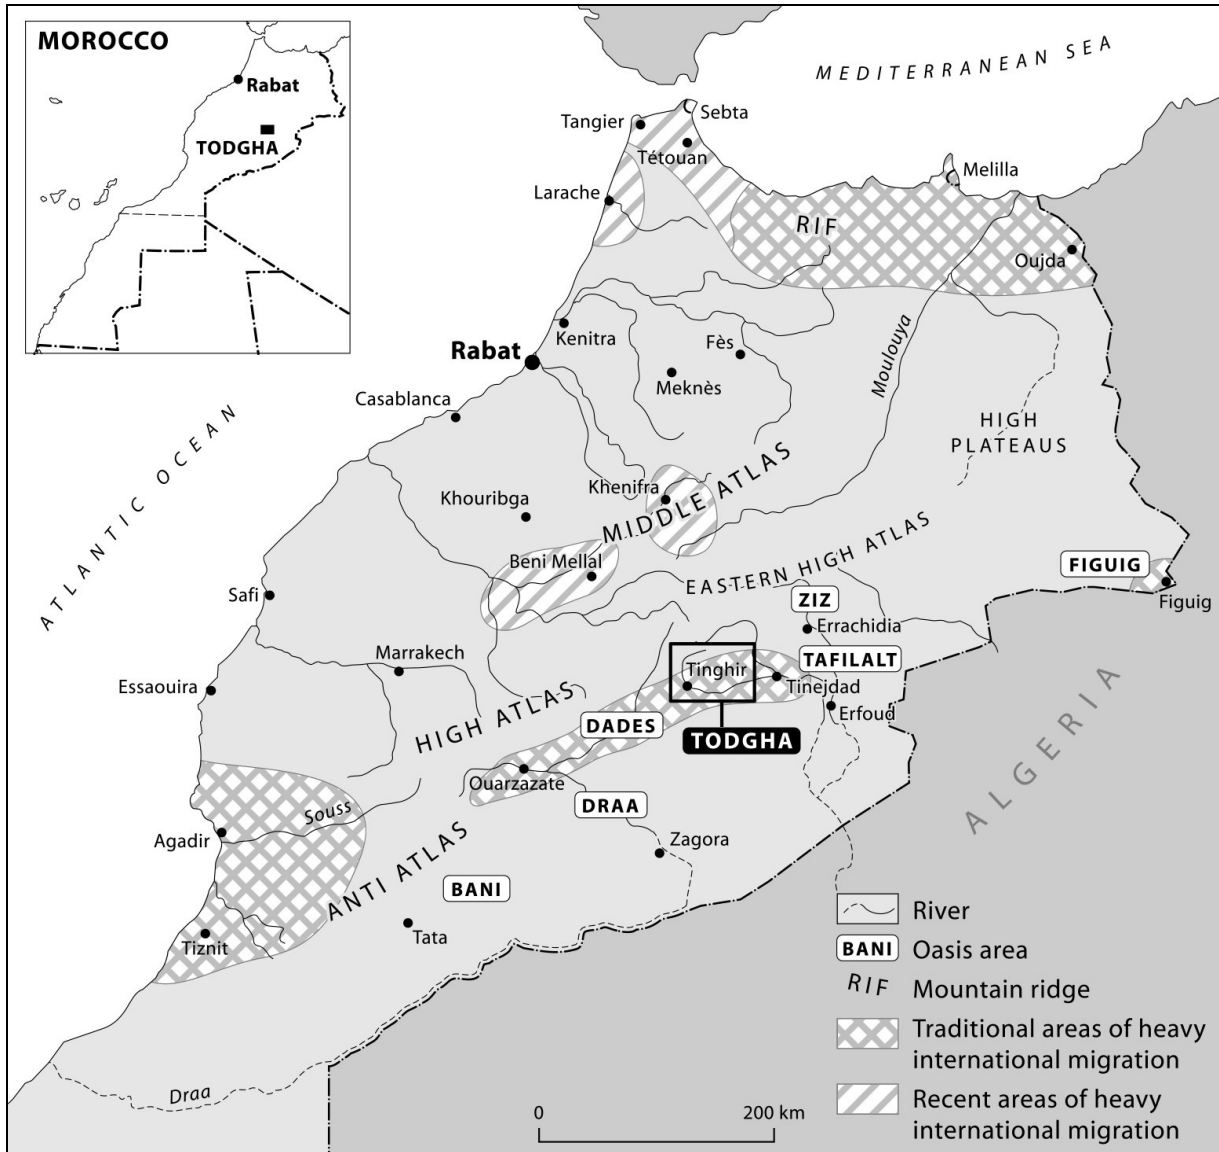 MOROCCO
Rabat
TODGHA
MEDITERRANEAN SEA
Sebta
Tangier
Tétouan
Melilla
Larache
RIF
Oujda
Kenitra
Fès
Rabat
Meknès
Moulouya
Casablanca
HIGH
PLATEAUS
ATLANTIC OCEAN
Khenifra
Khouribga
MIDDLE ATLAS
Beni Mellal
EASTERN HIGH ATLAS
FIGUIG
Figuig
Safi
ZIZ
Errachidia
Marrakech
TAFILALT
Tinghir
Essaouira
Tinejdad
Erfoud
HIGH ATLAS
DADES
TODGHA
ALGERIA
Ouarzazate
DRAA
Souss
Agadir
Zagora
ANTI ATLAS
BANI
Tata
Tiznit
Draa
River
BANI Oasis area
RIF Mountain ridge
Traditional areas of heavy
international migration
Recent areas of heavy
international migration
0 200 km